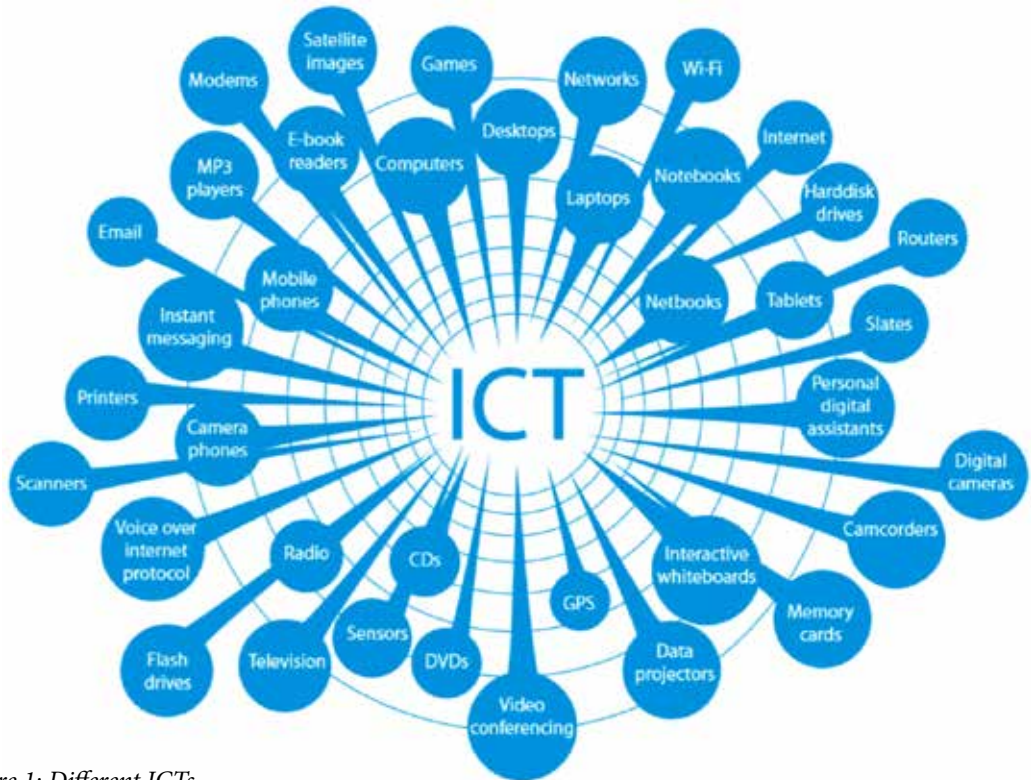 Satellite
images
Games
Networks
Wi-Fi
Modems
E-book
readers
Computers
Desktops
Laptops
Notebooks
Internet
MP3
players
Harddisk
drives
Email
Mobile
phones
Netbooks
Tablets
Routers
Instant
messaging
Slates
ICT
Printers
Camera
phones
Personal
digital
assistants
Scanners
Digital
cameras
Voice over
internet
protocol
Radio
CDs
GPS
Interactive
whiteboards
Camcorders
Memory
cards
Flash
drives
Television
Sensors
DVDs
Video
conferencing
Data
projectors
1: Different ICTs